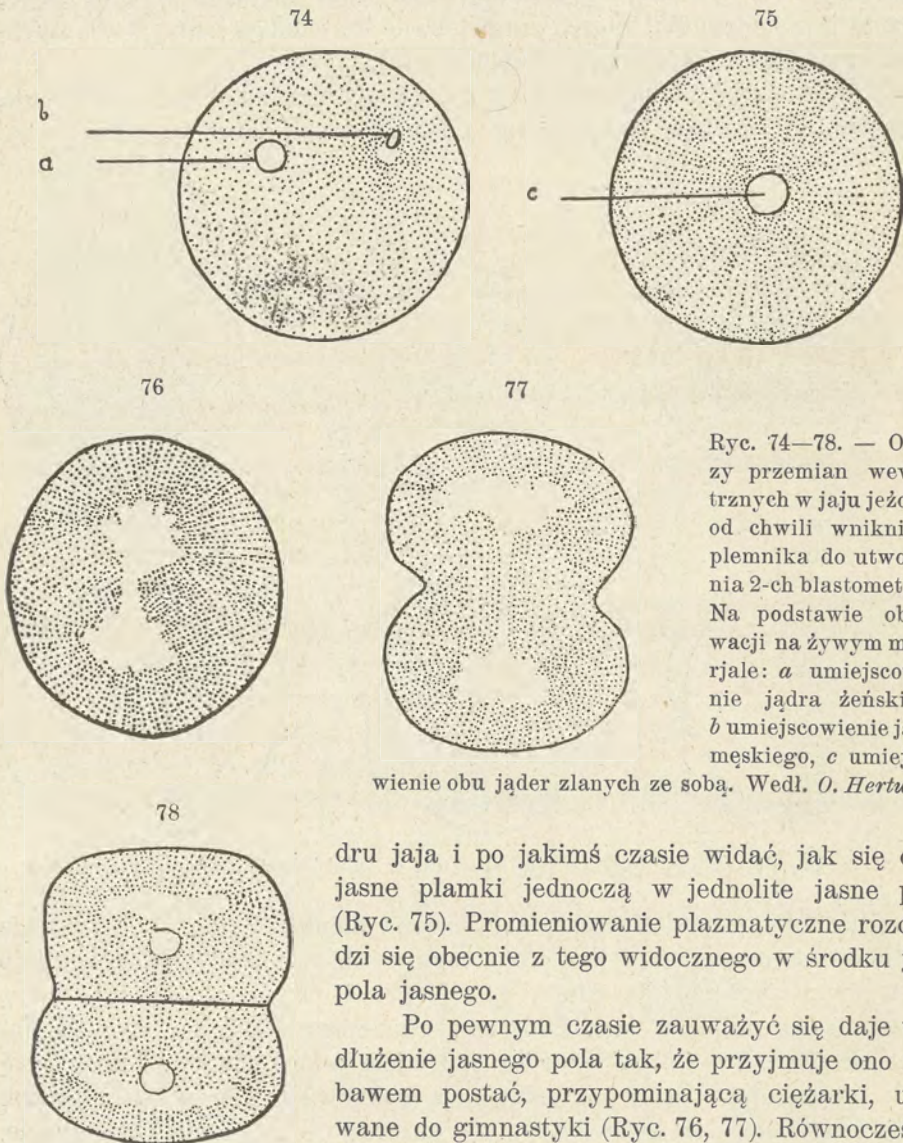 74
75
b
a
c
76
77
Ryc. 74—78. — O
zy przemian wew
trznych w jaju jeżo
od chwili wnikni
plemnika do utwo
nia 2-ch blastomet
Na podstawie ob
wacji na żywym m
rjale: a umiejsco
nie jądra żeński
b umiejscowienie j
męskiego, c umie
wienie obu jąder zlanych ze sobą. Wedł. O. Hertw
78
dru jaja i po jakimś czasie widać, jak się
jasne plamki jednoczą w jednolite jasne p
(Ryc. 75). Promieniowanie plazmatyczne rozc
dzi się obecnie z tego widocznego w środku
pola jasnego.
Po pewnym czasie zauważyć się daje
dłużenie jasnego pola tak, że przyjmuje ono
bawem postać, przypominającą ciężarki, u
wane do gimnastyki (Ryc. 76, 77). Równocześ